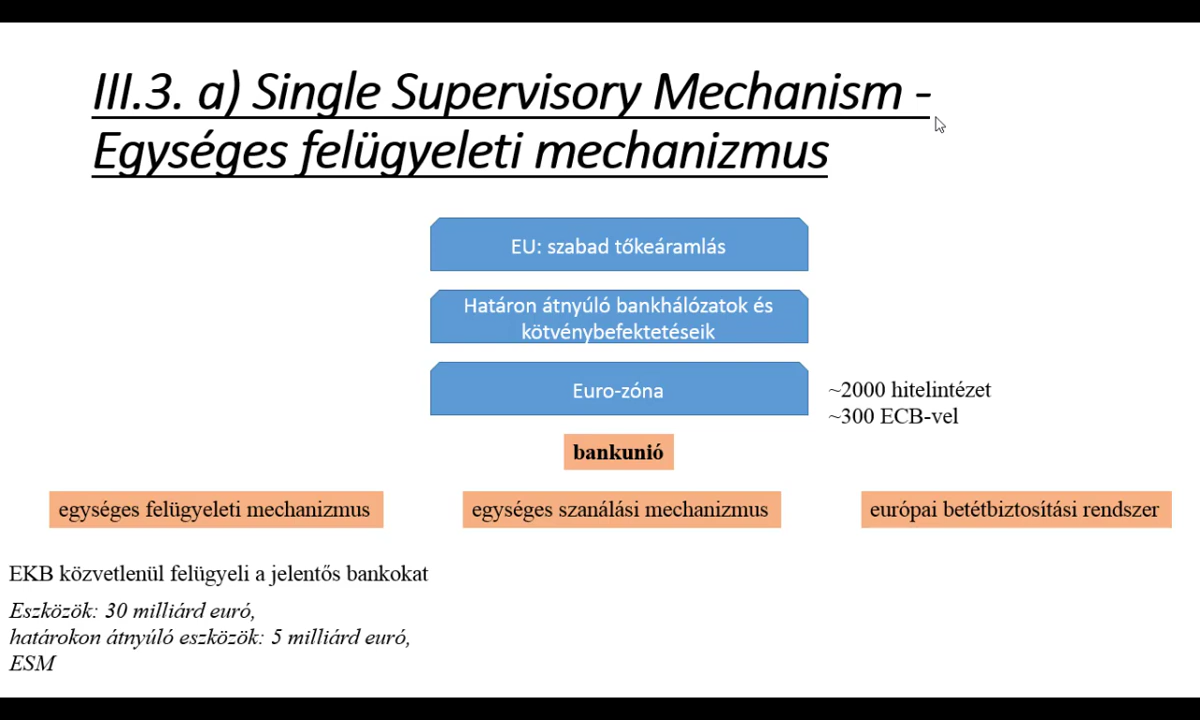 III.3. a) Single Supervisory Mechanism -
Egységes felügyeleti mechanizmus
EU: szabad tőkeáramlás
Határon átnyúló bankhálózatok és
kötvénybefektetéseik
Euro-zóna
~2000 hitelintézet
~300 ECB-vel
bankunió
egységes felügyeleti mechanizmus
egységes szanálási mechanizmus
európai betétbiztosítási rendszer
EKB közvetlenül felügyeli a jelentős bankokat
Eszközök: 30 milliárd euró,
határokon átnyúló eszközök: 5 milliárd euró,
ESM